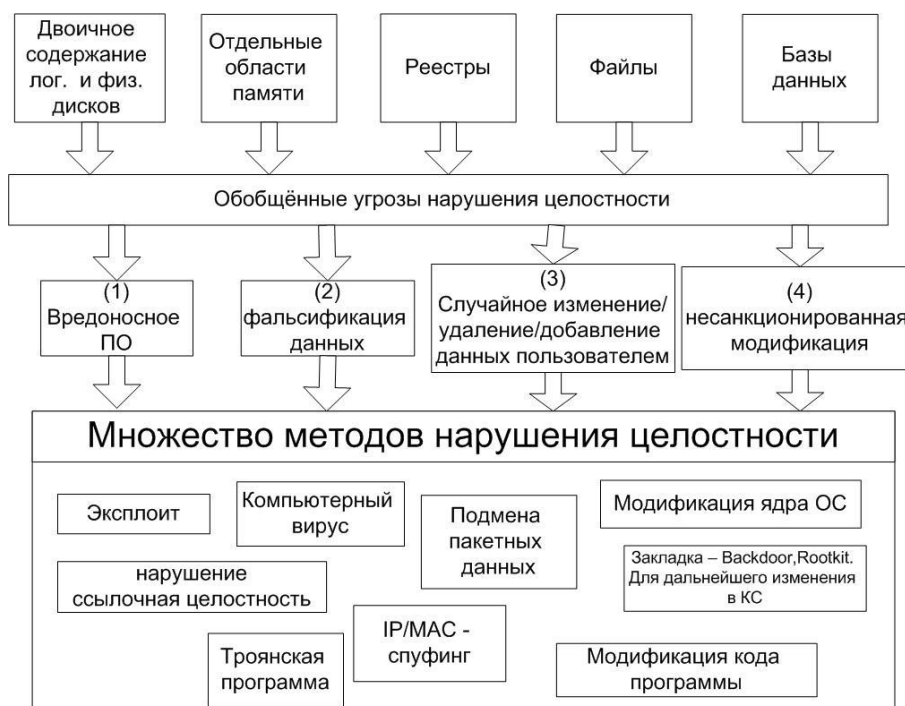 Двоичное
содержание
лог. и физ.
дисков
Отдельные
области
памяти
Реестры
Файлы
Базы
данных
Обобщённые угрозы нарушения целостности
(1)
Вредоносное
ПО
(2)
фальсификация
данных
(3)
Случайное изменение/
удаление/добавление
данных пользователем
(4)
несанкционированная
модификация
Множество методов нарушения целостности
Эксплоит
Компьютерный
вирус
Подмена
пакетных
данных
Модификация ядра ОС
нарушение
ссылочная целостность
Закладка – Backdoor,Rootkit.
Для дальнейшего изменения
в КС
Троянская
программа
IP/MAC -
спуфинг
Модификация кода
программы